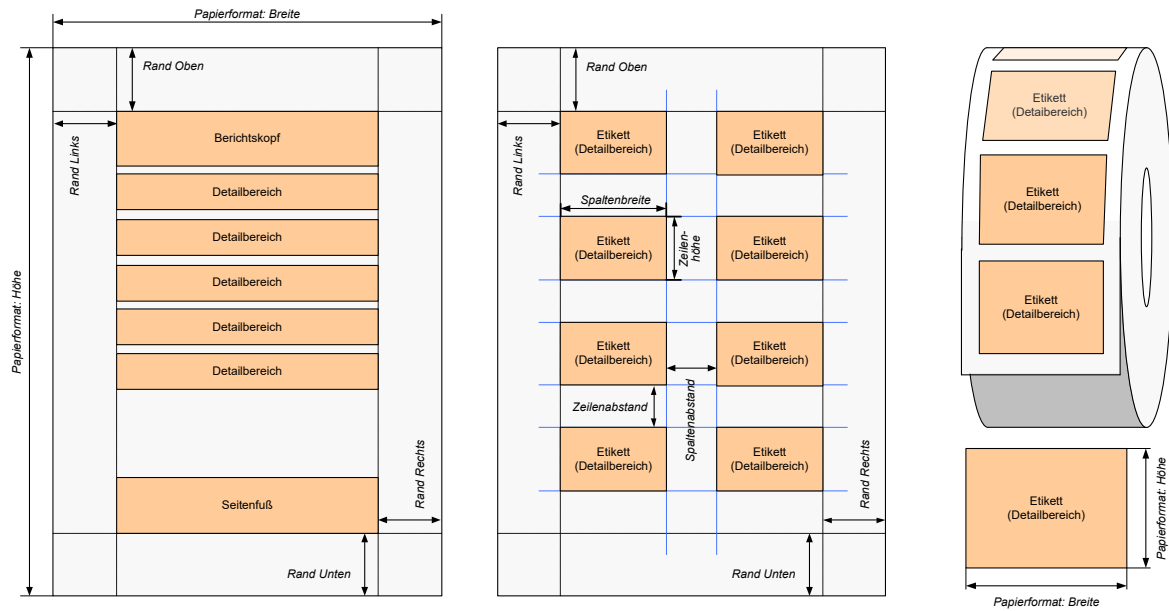 Papierformat: Breite
Papierformat: Höhe
Rand Oben
Rand Links
Berichtskopf
Detailbereich
Detailbereich
Detailbereich
Detailbereich
Detailbereich
Seitenfuß
Rand Rechts
Rand Unten
Rand Oben
Rand Links
Etikett
(Detailbereich)
Etikett
(Detailbereich)
Spaltenbreite
Etikett
(Detailbereich)
Zeilen-
höhe
Etikett
(Detailbereich)
Etikett
(Detailbereich)
Etikett
(Detailbereich)
Zeilenabstand
Spaltenabstand
Etikett
(Detailbereich)
Etikett
(Detailbereich)
Rand Rechts
Rand Unten
Etikett
(Detaibereich)
Etikett
(Detailbereich)
Etikett
(Detailbereich)
Etikett
(Detailbereich)
Papierformat: Höhe
Papierformat: Breite